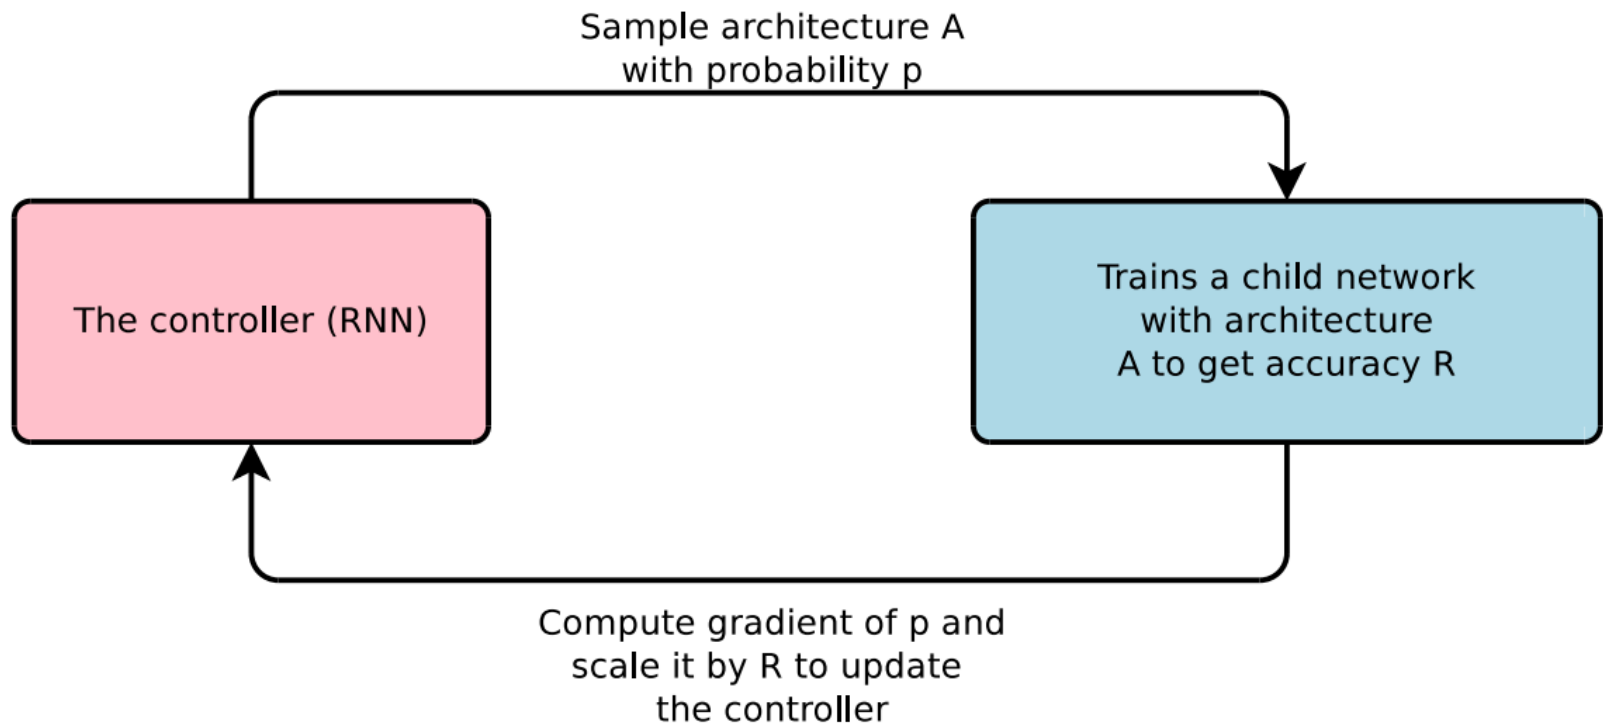 Sample architecture A
with probability p
The controller (RNN)
Trains a child network
with architecture
A to get accuracy R
Compute gradient of p and
scale it by R to update
the controller